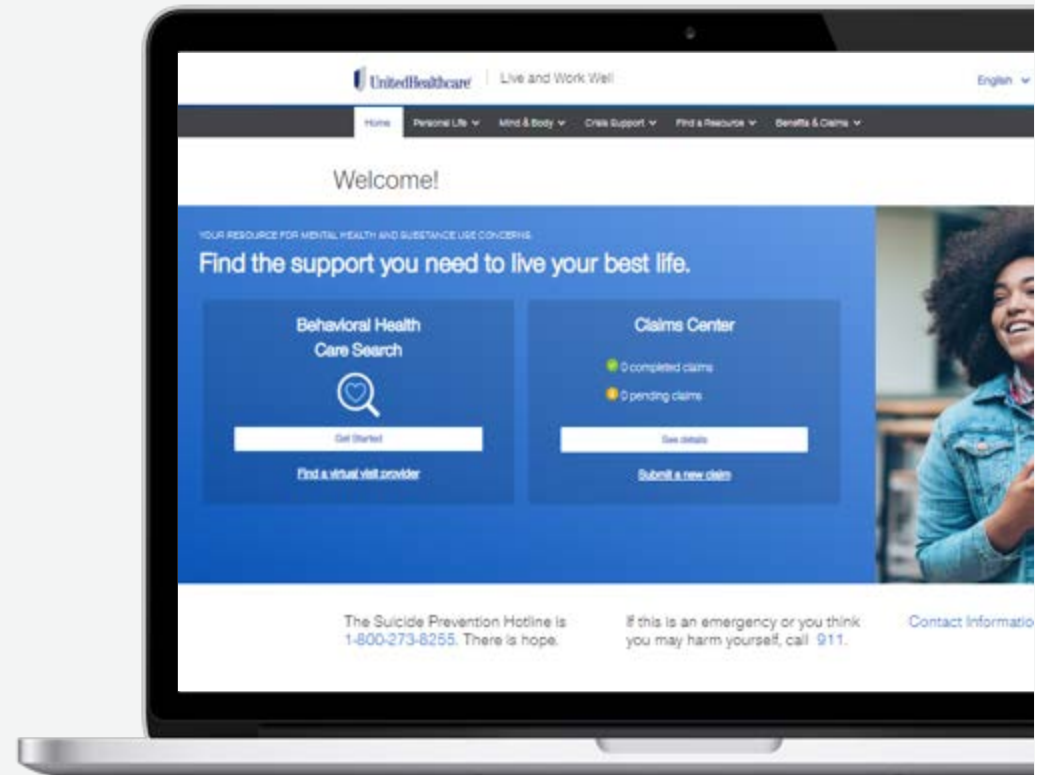 UnitedHealthcare
Live and Work Well
English
Home Personal Life Mind & Body Crisis Support Find a Resource Benefits & Claims
Welcome!
YOUR RESOURCE FOR MENTAL HEALTH AND SUBSTANCE USE CONCERNS
Find the support you need to live your best life.
Behavioral Health
Care Search
Get Started
Find a virtual visit provider
Claims Center
0 completed claims
0 pending claims
See details
Submit a new claim
The Suicide Prevention Hotline is
1-800-273-8255. There is hope.
If this is an emergency or you think
you may harm yourself, call 911.
Contact Informatio